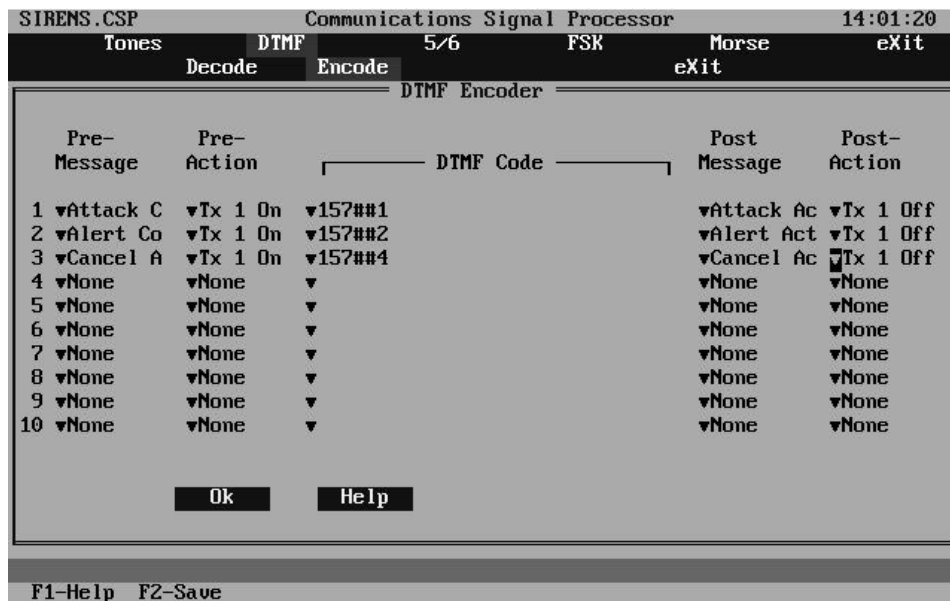 SIRENS.CSP Communications Signal Processor 14:01:20
Tones DTMF 5/6 FSK Morse eXit
Decode Encode eXit
DTMF Encoder
Pre- Pre- Post Post-
Message Action DTMF Code Message Action
1 ▼Attack C ▼Tx 1 On ▼157##1 ▼Attack Ac ▼Tx 1 Off
2 ▼Alert Co ▼Tx 1 On ▼157##2 ▼Alert Act ▼Tx 1 Off
3 ▼Cancel A ▼Tx 1 On ▼157##4 ▼Cancel Ac ▼Tx 1 Off
4 ▼None ▼None ▼ ▼None ▼None
5 ▼None ▼None ▼ ▼None ▼None
6 ▼None ▼None ▼ ▼None ▼None
7 ▼None ▼None ▼ ▼None ▼None
8 ▼None ▼None ▼ ▼None ▼None
9 ▼None ▼None ▼ ▼None ▼None
10 ▼None ▼None ▼ ▼None ▼None
Ok Help
F1-Help F2-Save